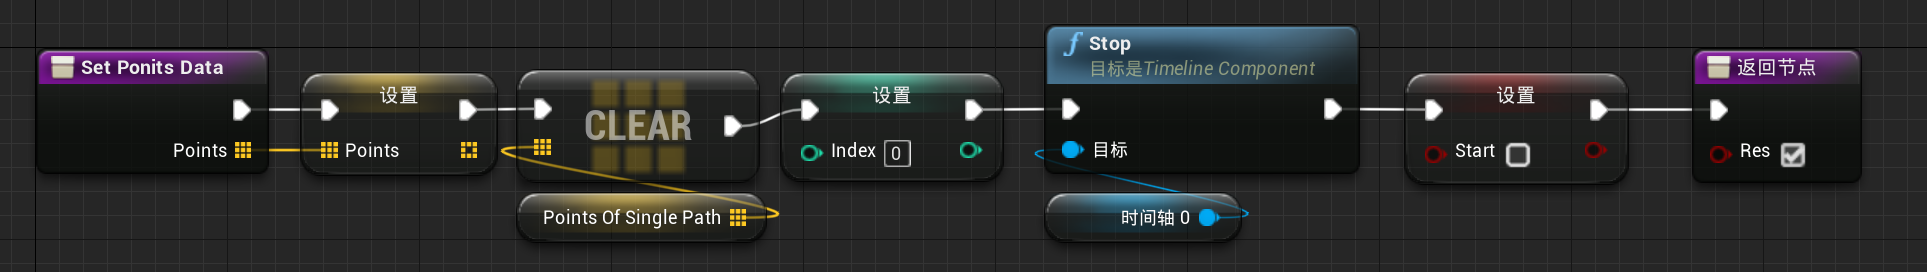 Set Ponits Data
Points
设置
Points
CLEAR
Points Of Single Path
设置
Index 0
Stop
目标是Timeline Component
目标
时间轴 0
设置
Start
返回节点
Res